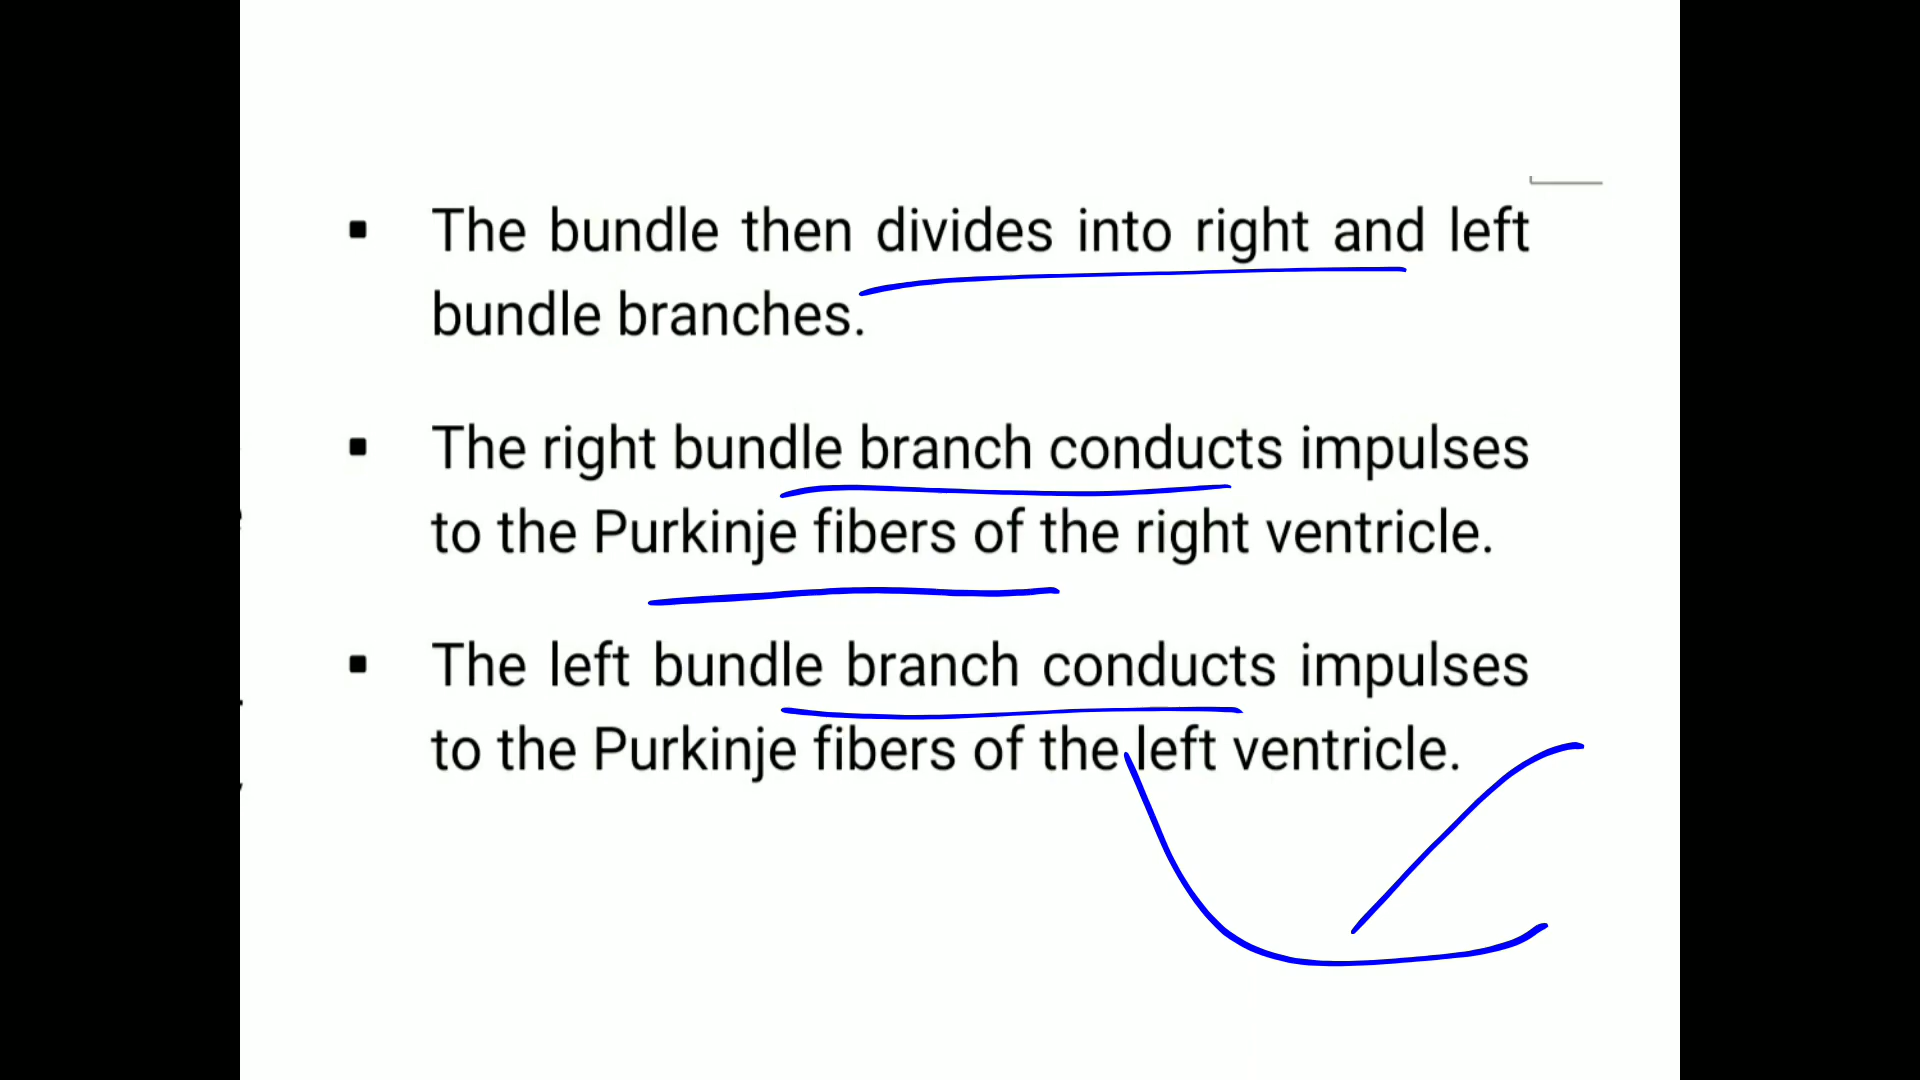 ▪ The bundle then divides into right and left
bundle branches.
▪ The right bundle branch conducts impulses
to the Purkinje fibers of the right ventricle.
▪ The left bundle branch conducts impulses
to the Purkinje fibers of the left ventricle.